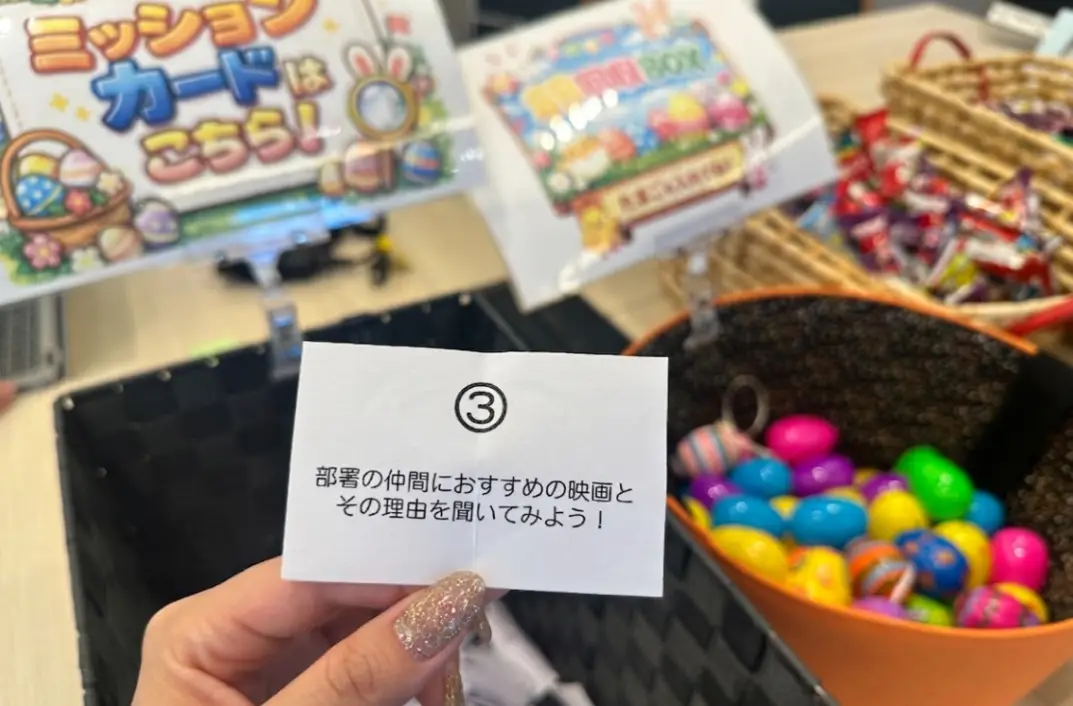 ミッション
カードは
こちら!
BOX
③
部署の仲間におすすめの映画と
その理由を聞いてみよう!